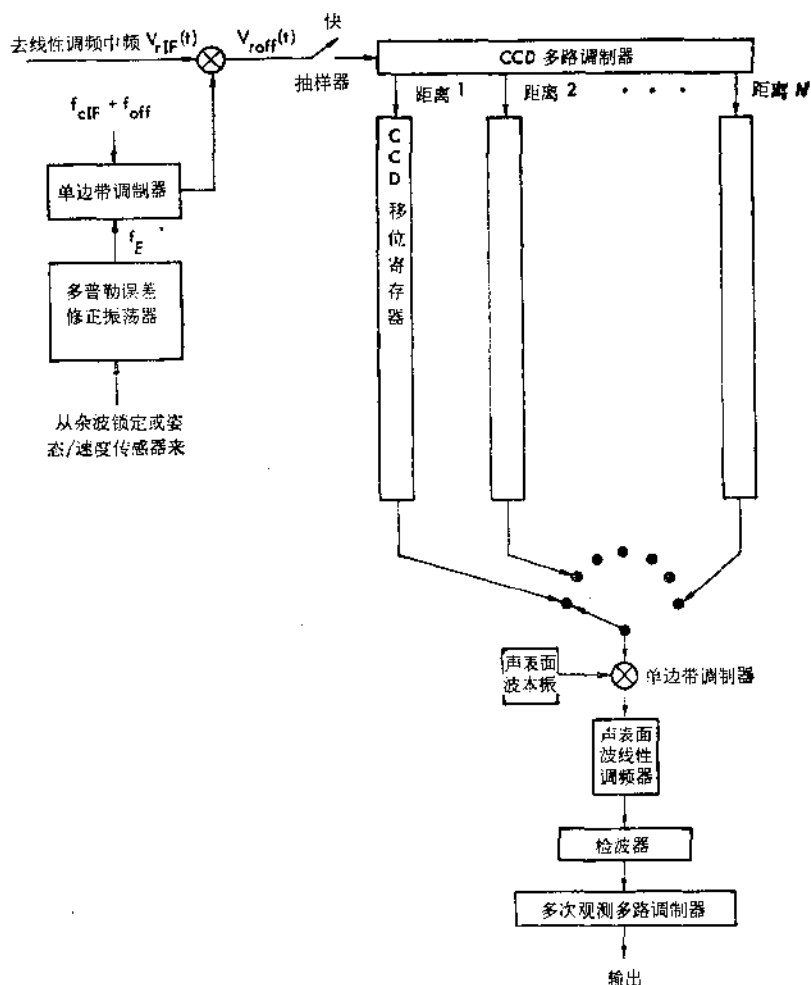 去线性调频中频 V_rIF(t)
V_roff(t)
快
抽样器
CCD 多路调制器
距离 1
距离 2
· · ·
距离 N
f_cIF + f_off
单边带调制器
f_E
多普勒误差
修正振荡器
从杂波锁定或姿
态/速度传感器来
CCD 移位寄存器
声表面
波本振
单边带调制器
声表面
波线性
调频器
检波器
多次观测多路调制器
输出